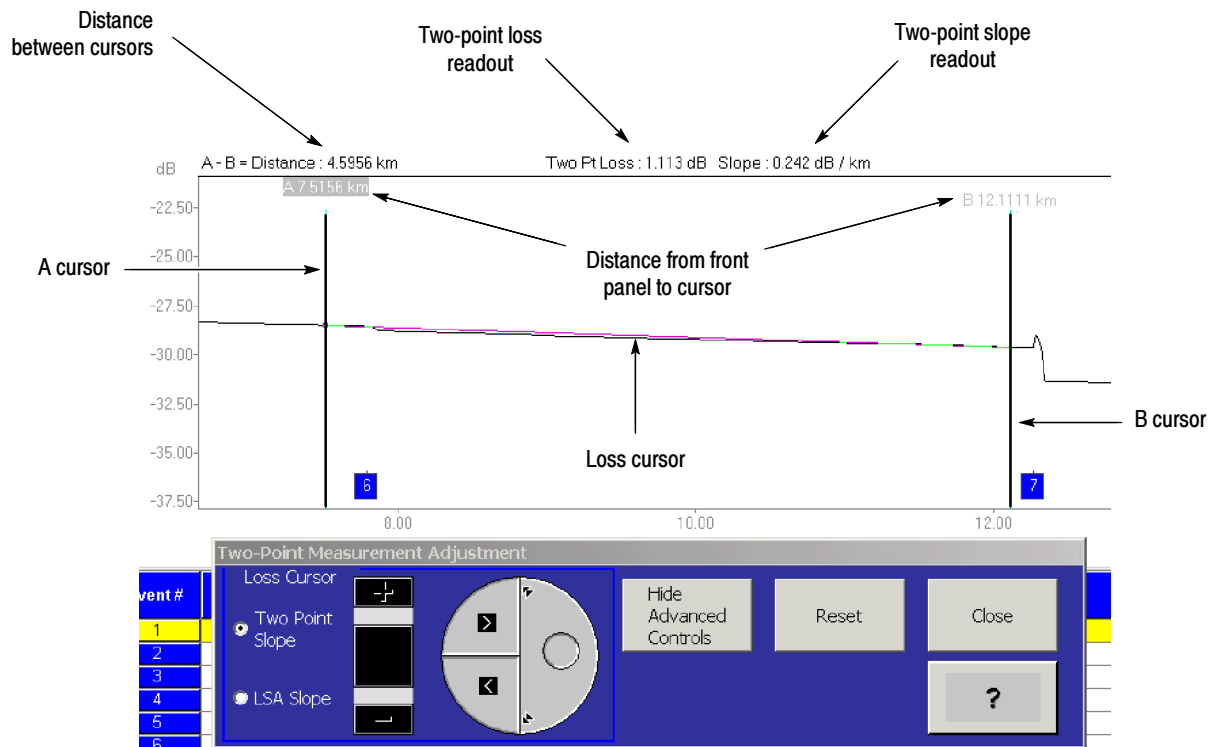 Distance
between cursors
Two-point loss
readout
Two-point slope
readout
dB
A - B = Distance : 4.5956 km
Two Pt Loss : 1.113 dB Slope : 0.242 dB / km
A 7.5156 km
B 12.1111 km
-22.50
-25.00
-27.50
-30.00
-32.50
-35.00
-37.50
A cursor
Distance from front
panel to cursor
B cursor
Loss cursor
6
7
8.00
10.00
12.00
Two-Point Measurement Adjustment
vent #
1
2
3
4
5
6
Loss Cursor
Two Point
Slope
LSA Slope
+
-
>
<
Hide
Advanced
Controls
Reset
Close
?